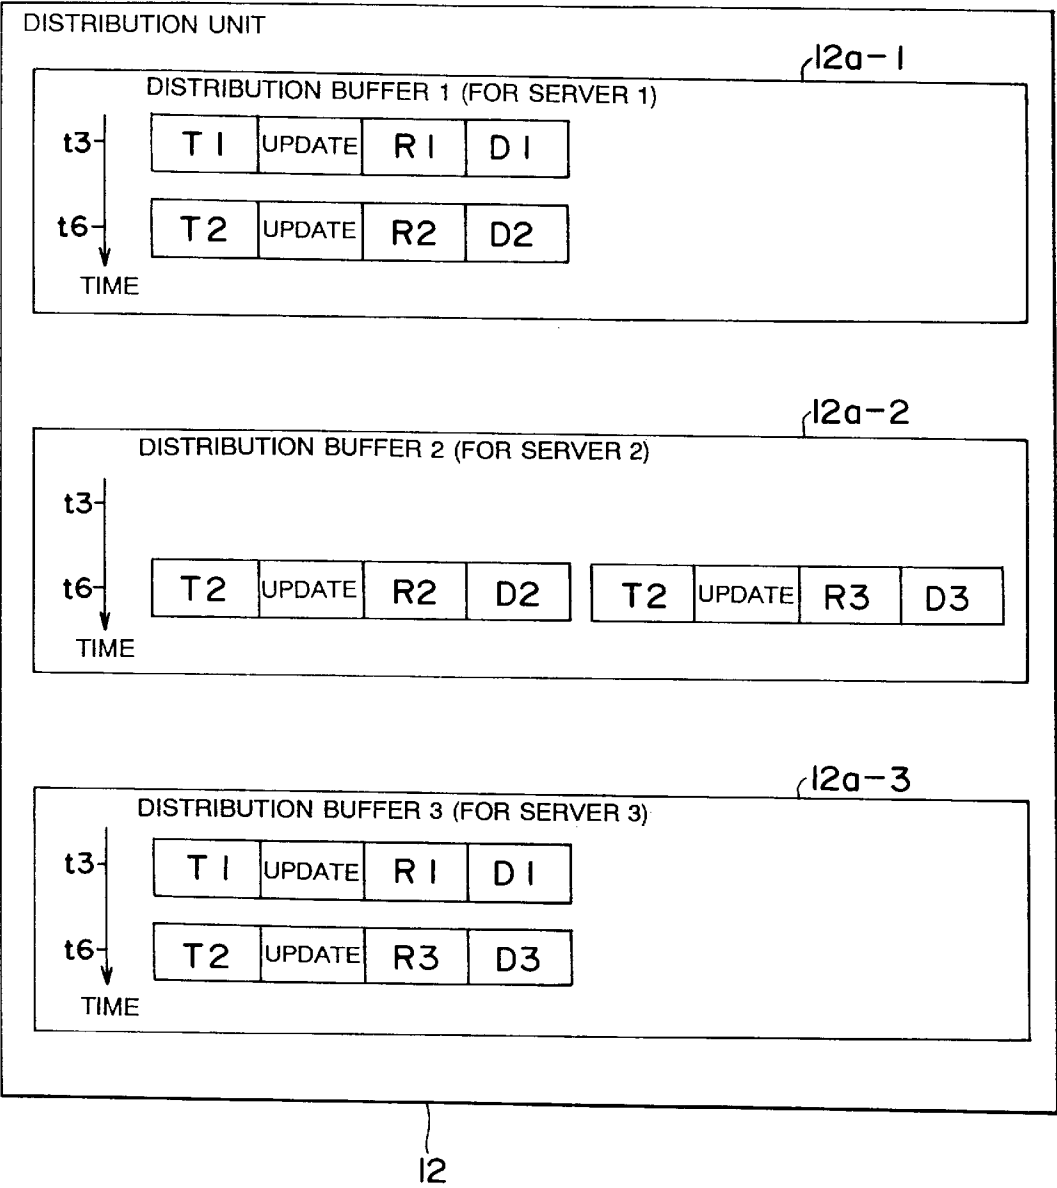 DISTRIBUTION UNIT
12a-1
DISTRIBUTION BUFFER 1 (FOR SERVER 1)
t3 T1 UPDATE R1 D1
t6 T2 UPDATE R2 D2
TIME
12a-2
DISTRIBUTION BUFFER 2 (FOR SERVER 2)
t3
t6 T2 UPDATE R2 D2 T2 UPDATE R3 D3
TIME
12a-3
DISTRIBUTION BUFFER 3 (FOR SERVER 3)
t3 T1 UPDATE R1 D1
t6 T2 UPDATE R3 D3
TIME
12